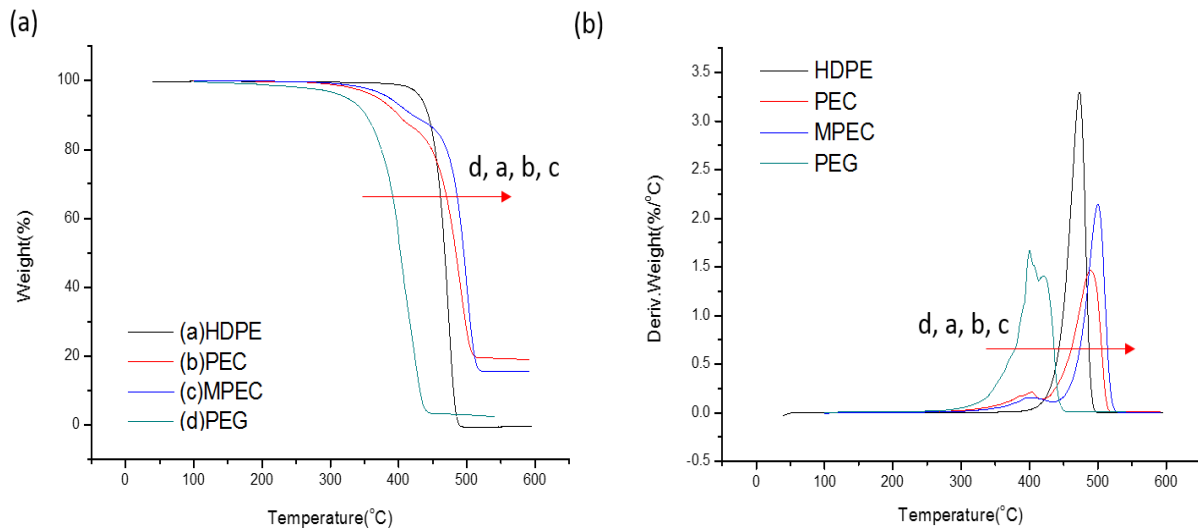 (a)
100
80
60
40
20
0
Weight(%)
d, a, b, c
(a)HDPE
(b)PEC
(c)MPEC
(d)PEG
0 100 200 300 400 500 600
Temperature(°C)
(b)
3.5
3.0
2.5
2.0
1.5
1.0
0.5
0.0
-0.5
Deriv.Weight(%/°C)
HDPE
PEC
MPEC
PEG
d, a, b, c
0 100 200 300 400 500 600
Temperature(°C)